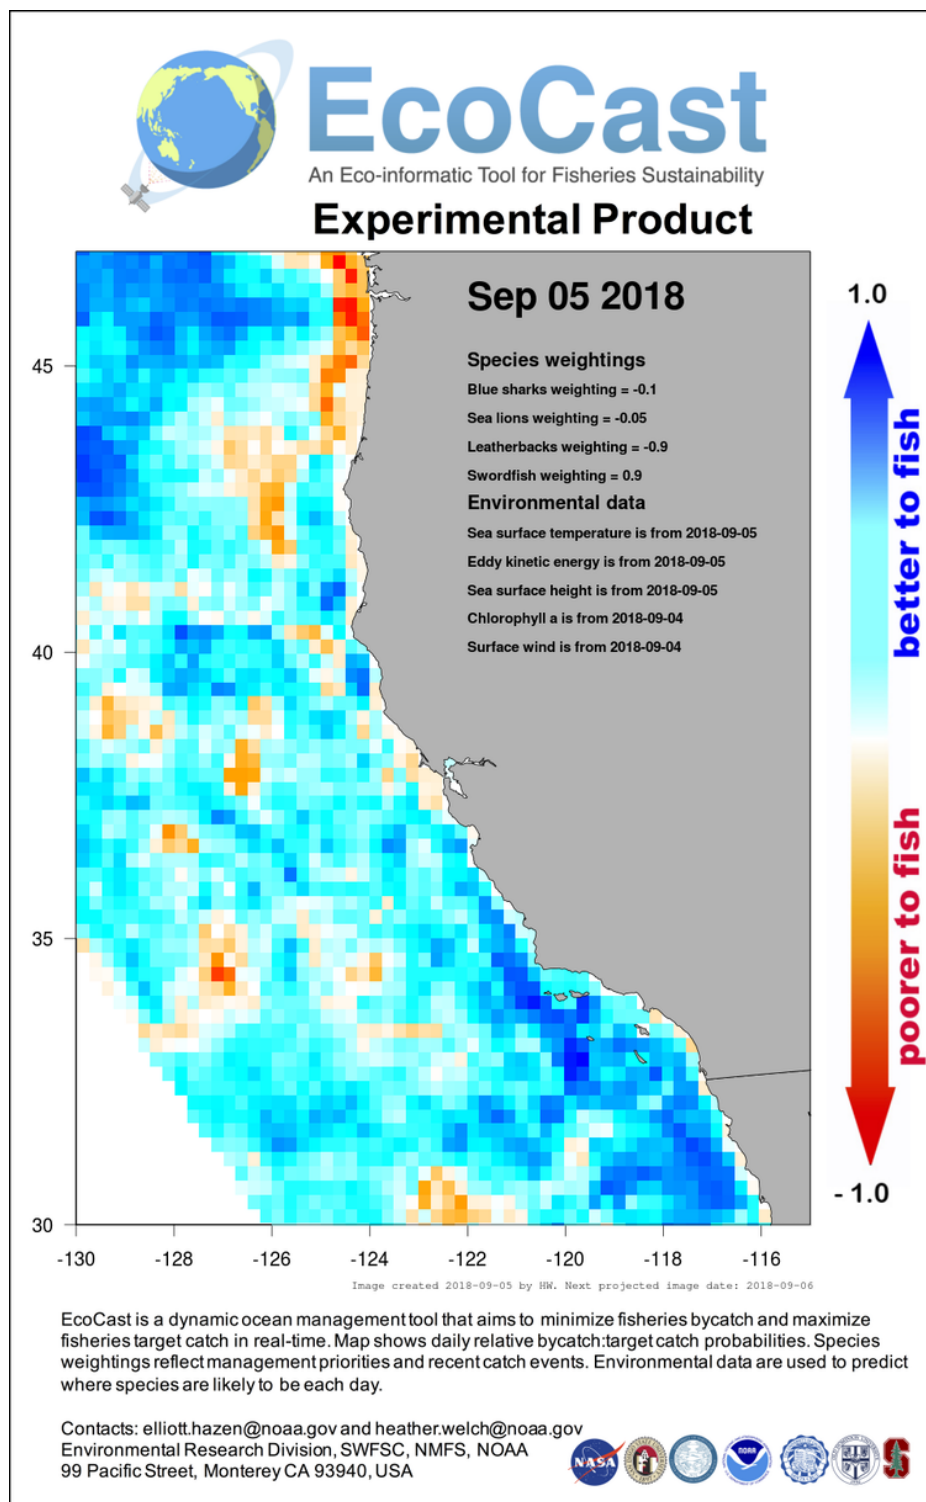 EcoCast
An Eco-informatic Tool for Fisheries Sustainability
Experimental Product
Sep 05 2018
Species weightings
Blue sharks weighting = -0.1
Sea lions weighting = -0.05
Leatherbacks weighting = -0.9
Swordfish weighting = 0.9
Environmental data
Sea surface temperature is from 2018-09-05
Eddy kinetic energy is from 2018-09-05
Sea surface height is from 2018-09-05
Chlorophyll a is from 2018-09-04
Surface wind is from 2018-09-04
1.0
better to fish
poorer to fish
- 1.0
45
40
35
30
-130 -128 -126 -124 -122 -120 -118 -116
Image created 2018-09-05 by HW. Next projected image date: 2018-09-06
EcoCast is a dynamic ocean management tool that aims to minimize fisheries bycatch and maximize
fisheries target catch in real-time. Map shows daily relative bycatch:target catch probabilities. Species
weightings reflect management priorities and recent catch events. Environmental data are used to predict
where species are likely to be each day.
Contacts: elliott.hazen@noaa.gov and heather.welch@noaa.gov
Environmental Research Division, SWFSC, NMFS, NOAA
99 Pacific Street, Monterey CA 93940, USA
NASA
NOAA
S